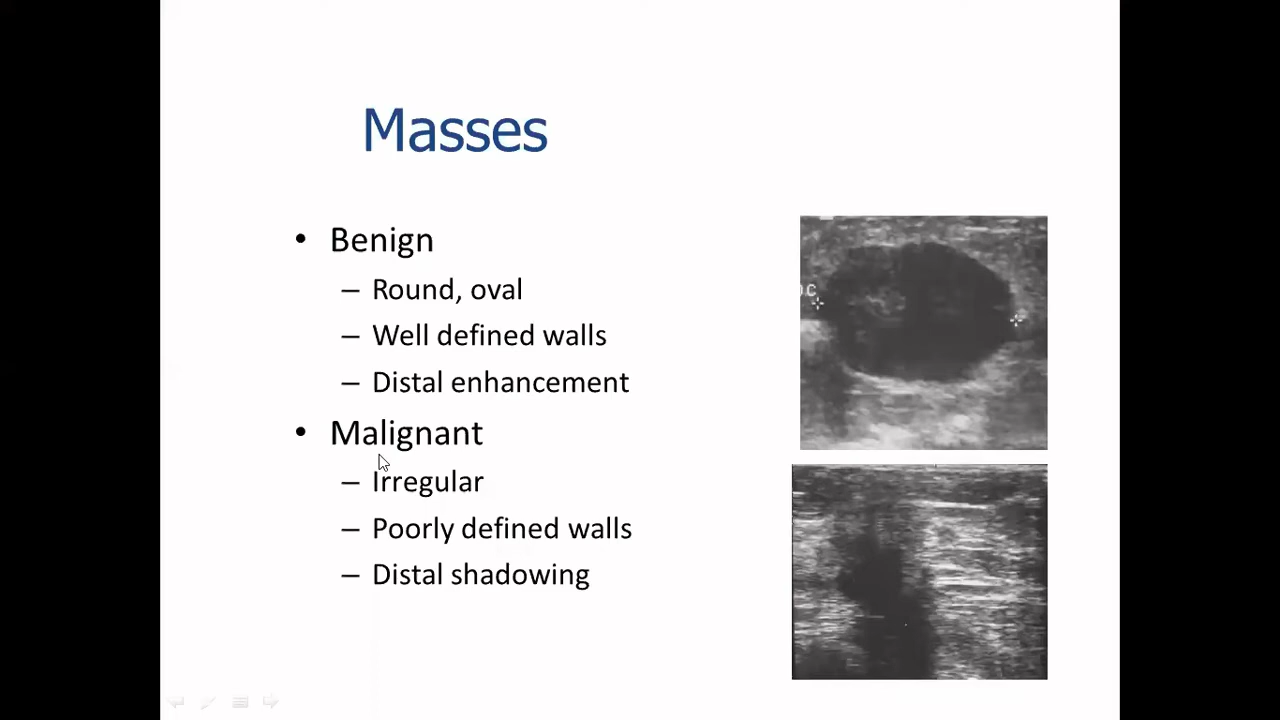 Masses
• Benign
– Round, oval
– Well defined walls
– Distal enhancement
• Malignant
– Irregular
– Poorly defined walls
– Distal shadowing